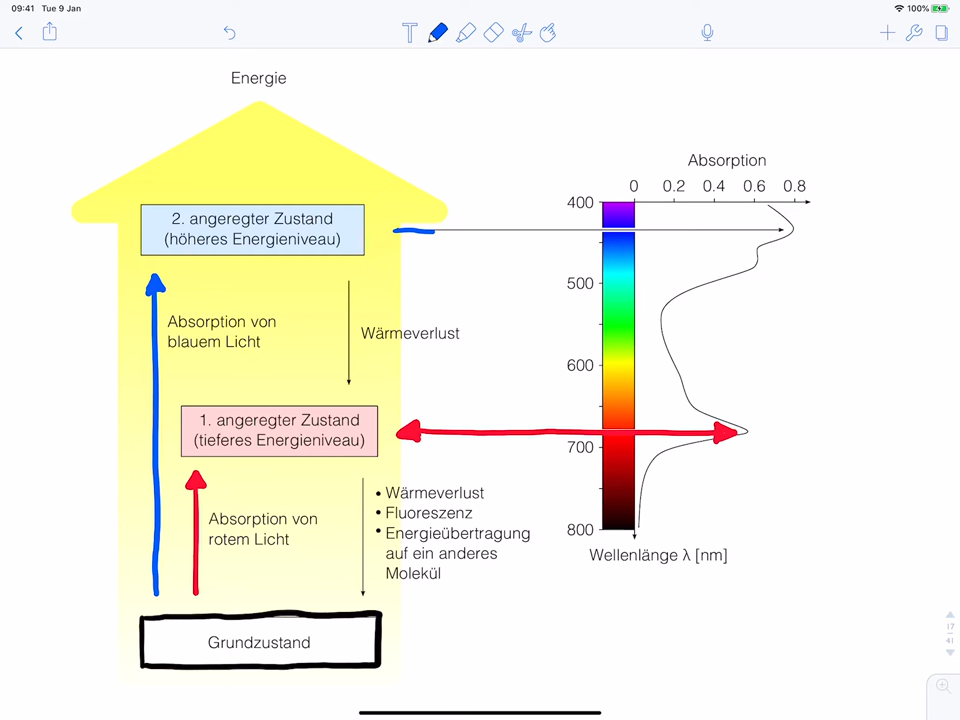 09:41 Tue 9 Jan
100%
Energie
2. angeregter Zustand
(höheres Energieniveau)
Absorption von
blauem Licht
Wärmeverlust
1. angeregter Zustand
(tieferes Energieniveau)
Absorption von
rotem Licht
• Wärmeverlust
• Fluoreszenz
• Energieübertragung
auf ein anderes
Molekül
Grundzustand
Absorption
0 0.2 0.4 0.6 0.8
400
500
600
700
800
Wellenlänge λ [nm]
17
41